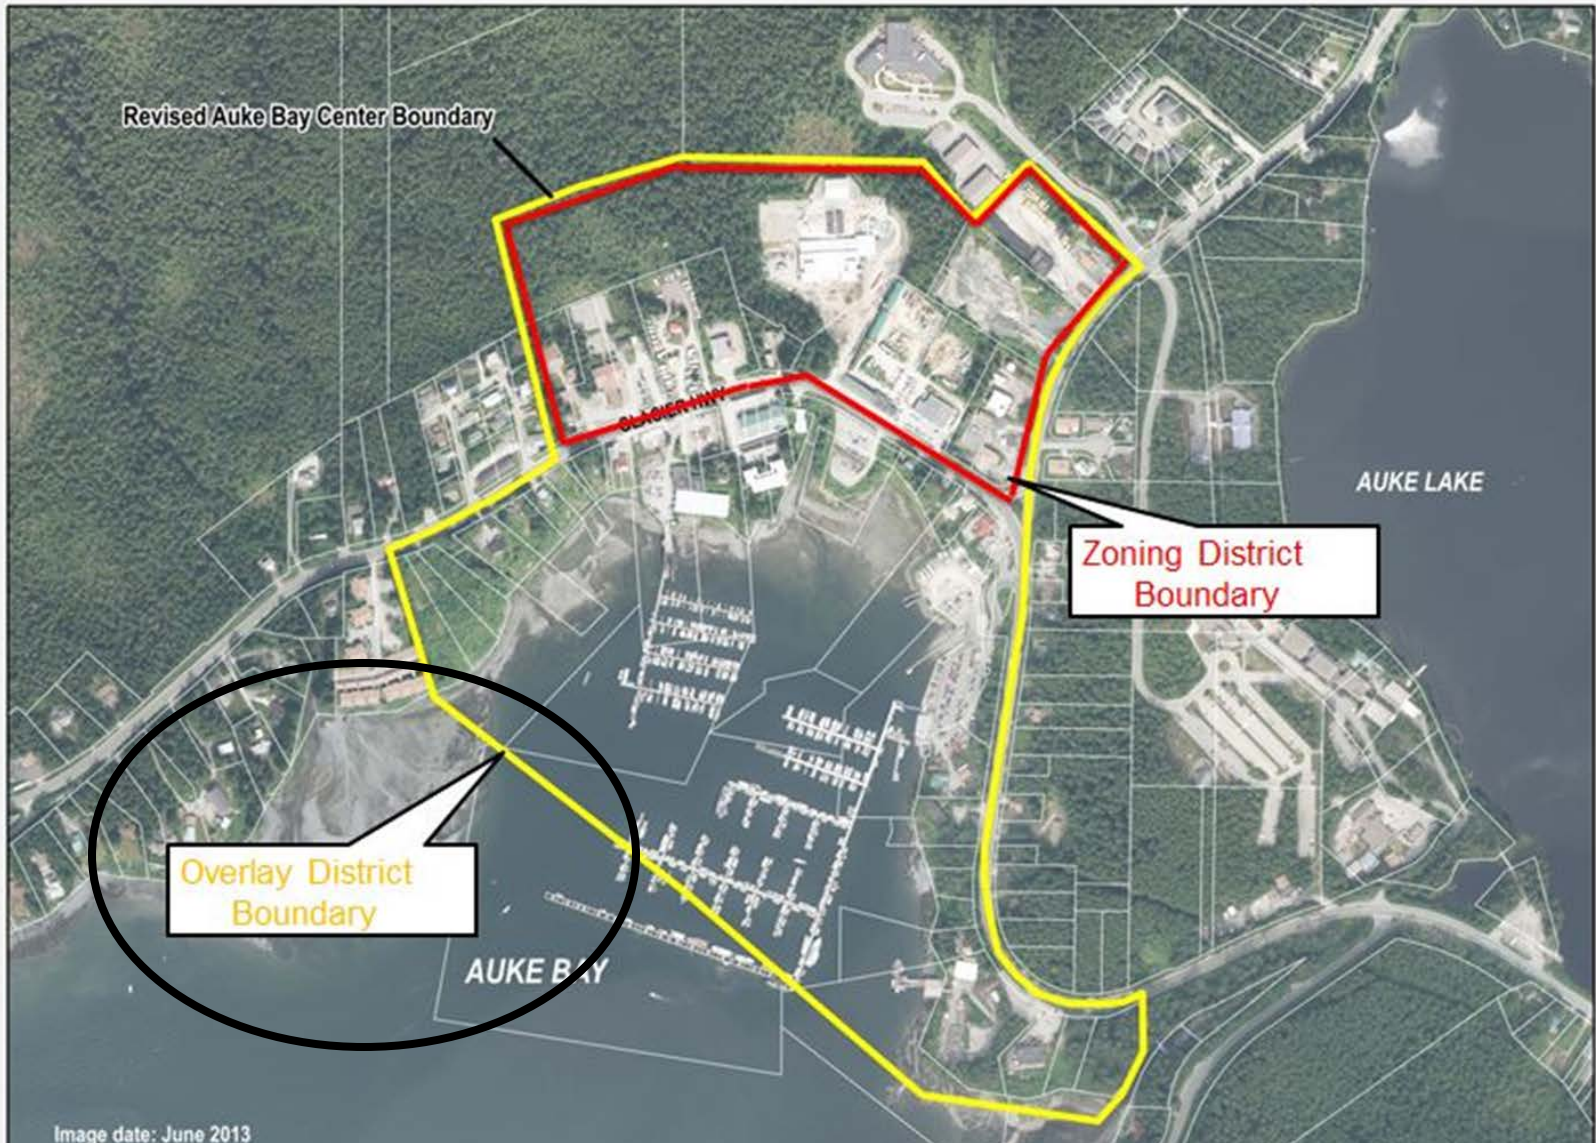 Revised Auke Bay Center Boundary
GLACIER HWY
AUKE LAKE
Zoning District
Boundary
Overlay District
Boundary
AUKE BAY
Image date: June 2013